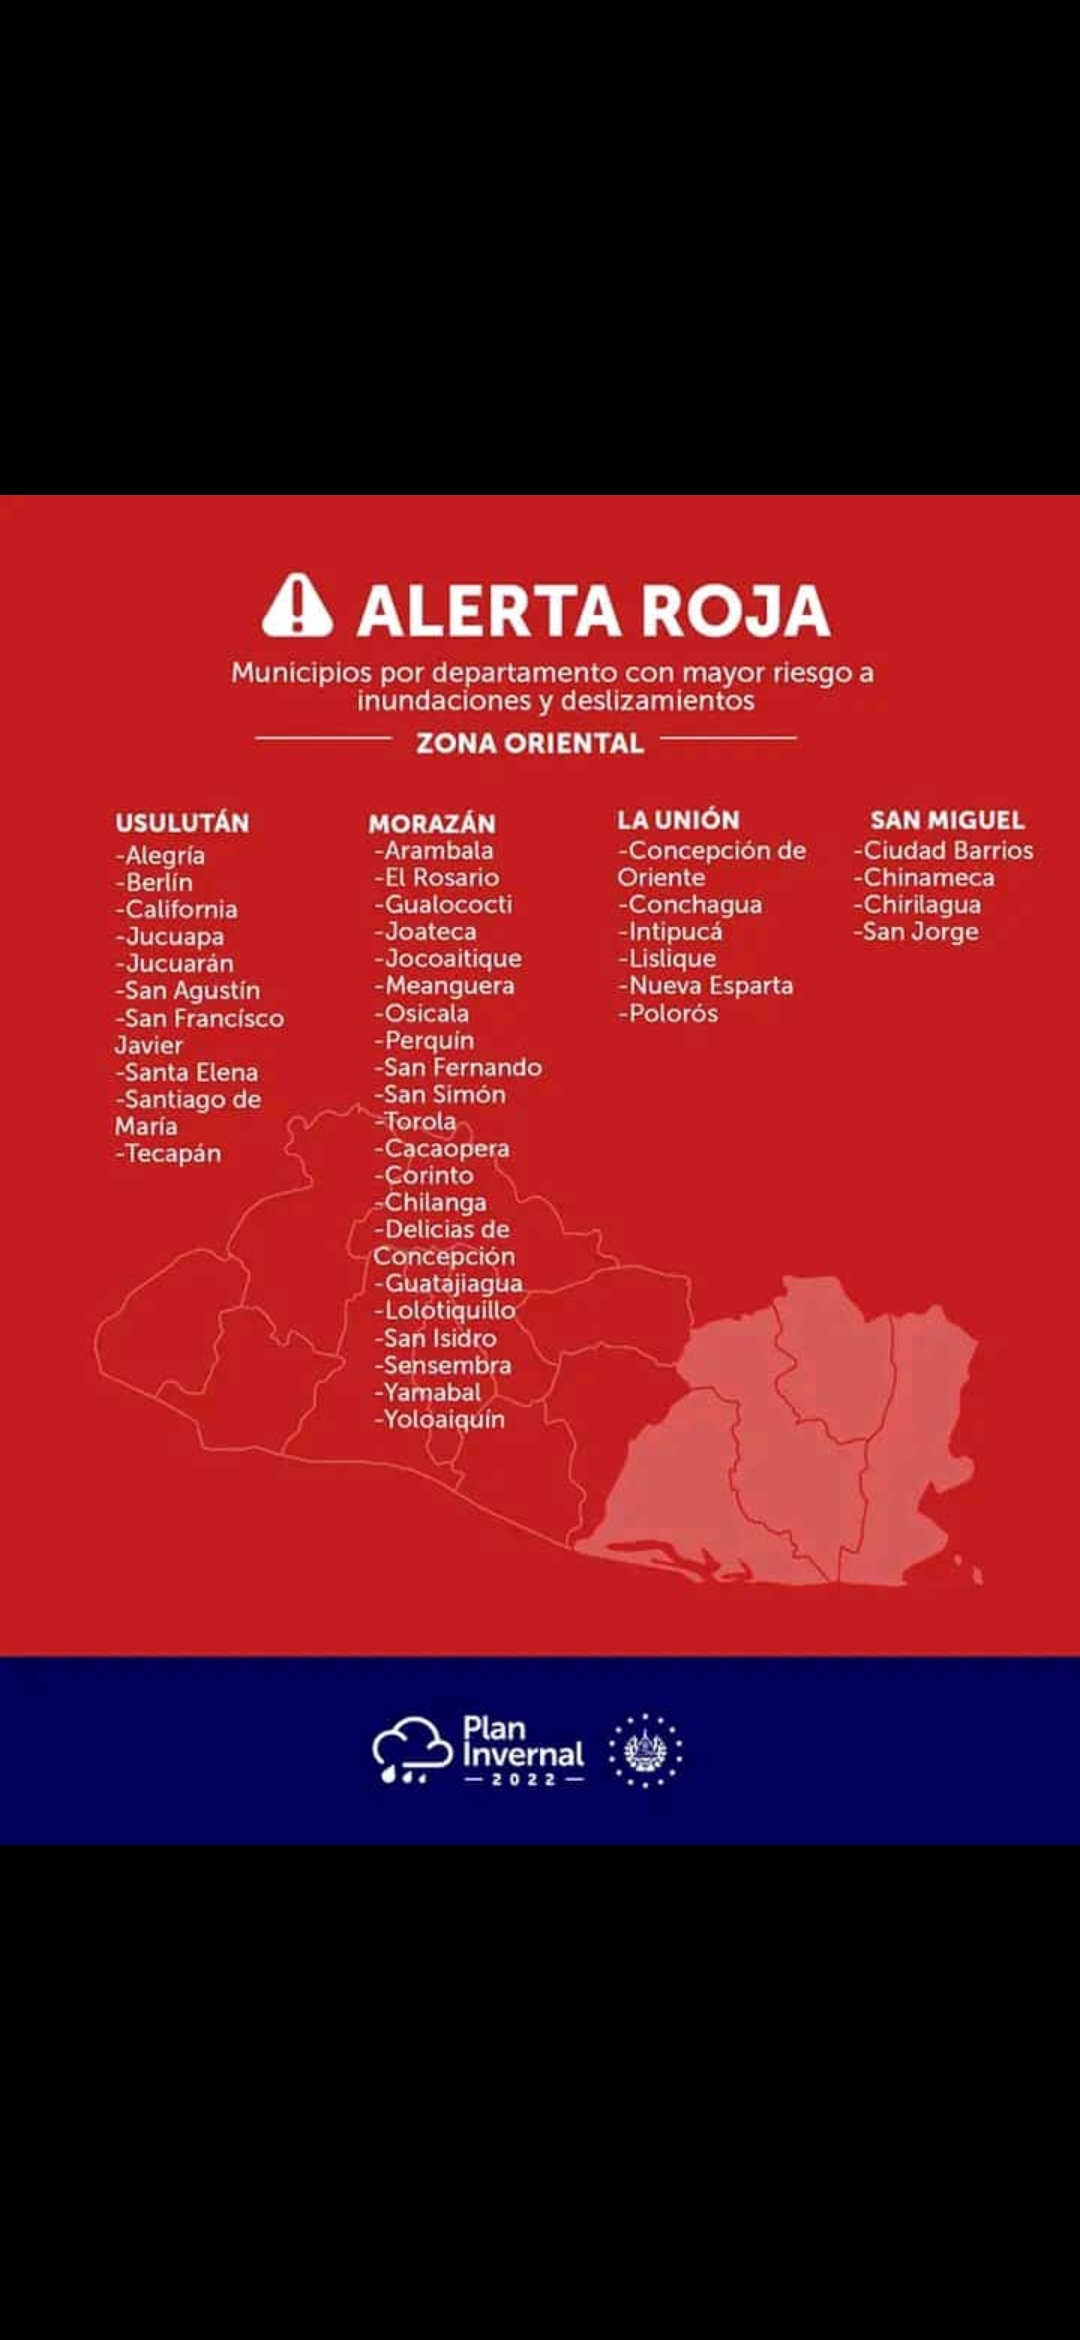 ALERTA ROJA
Municipios por departamento con mayor riesgo a
inundaciones y deslizamientos
ZONA ORIENTAL
USULUTÁN
-Alegría
-Berlín
-California
-Jucuapa
-Jucuarán
-San Agustín
-San Francísco
Javier
-Santa Elena
-Santiago de
María
-Tecapán
MORAZÁN
-Arambala
-El Rosario
-Gualococti
-Joateca
-Jocoaitique
-Meanguera
-Osicala
-Perquín
-San Fernando
-San Simón
-Torola
-Cacaopera
-Corinto
-Chilanga
-Delicias de
Concepción
-Guatajiagua
-Lolotiquillo
-San Isidro
-Sensembra
-Yamabal
-Yoloaiquín
LA UNIÓN
-Concepción de
Oriente
-Conchagua
-Intipucá
-Lislique
-Nueva Esparta
-Polorós
SAN MIGUEL
-Ciudad Barrios
-Chinameca
-Chirilagua
-San Jorge
Plan
Invernal
— 2022 —